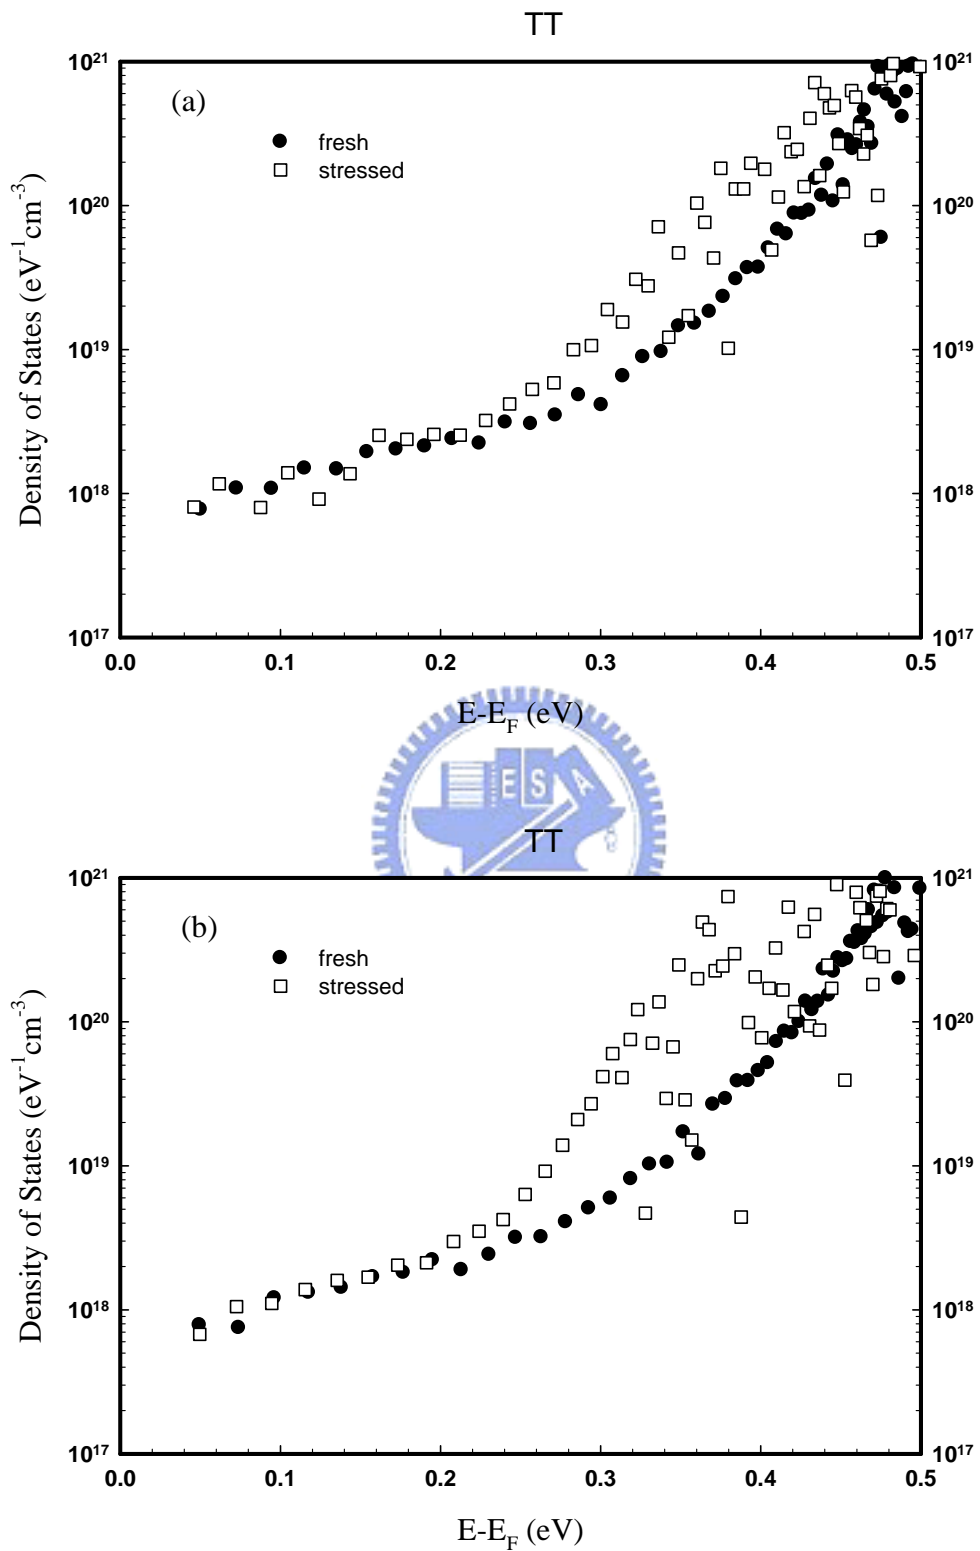 TT
(a)
fresh
stressed
Density of States (eV⁻¹cm⁻³)
10²¹ 10²¹
10²⁰ 10²⁰
10¹⁹ 10¹⁹
10¹⁸ 10¹⁸
10¹⁷ 10¹⁷
0.0 0.1 0.2 0.3 0.4 0.5
E-E_F (eV)
E S A
TT
(b)
fresh
stressed
Density of States (eV⁻¹cm⁻³)
10²¹ 10²¹
10²⁰ 10²⁰
10¹⁹ 10¹⁹
10¹⁸ 10¹⁸
10¹⁷ 10¹⁷
0.0 0.1 0.2 0.3 0.4 0.5
E-E_F (eV)